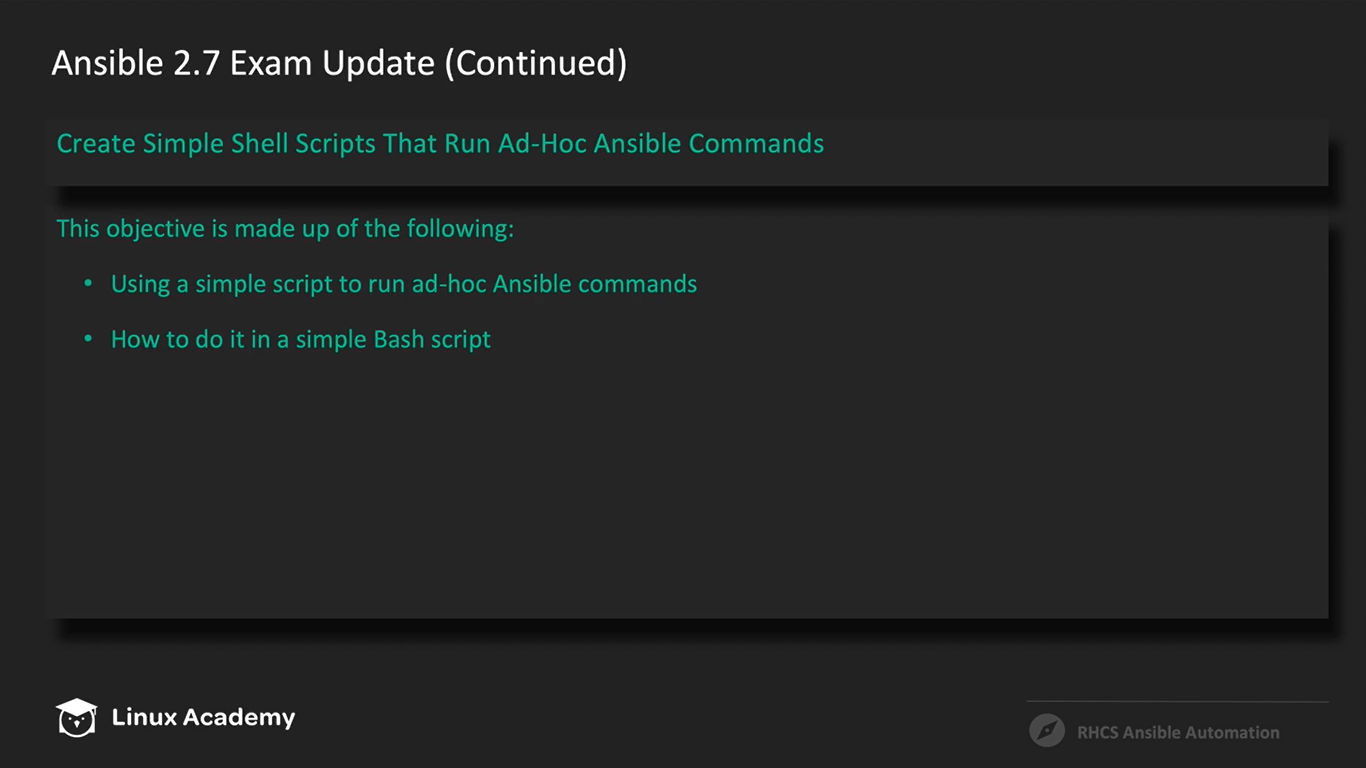 Ansible 2.7 Exam Update (Continued)
Create Simple Shell Scripts That Run Ad-Hoc Ansible Commands
This objective is made up of the following:
• Using a simple script to run ad-hoc Ansible commands
• How to do it in a simple Bash script
Linux Academy
RHCS Ansible Automation